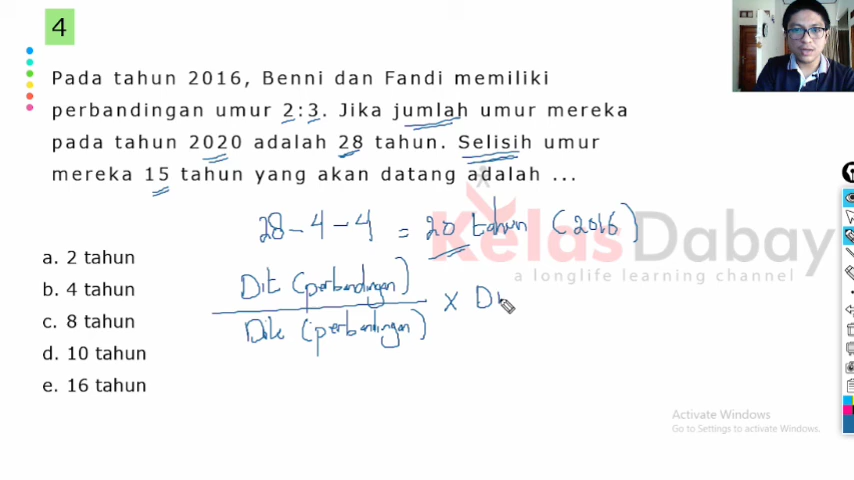 4
Pada tahun 2016, Benni dan Fandi memiliki
perbandingan umur 2:3. Jika jumlah umur mereka
pada tahun 2020 adalah 28 tahun. Selisih umur
mereka 15 tahun yang akan datang adalah ...
28 - 4 - 4 = 20 tahun (2016)
KelasDabay
a longlife learning channel
a. 2 tahun
b. 4 tahun
c. 8 tahun
d. 10 tahun
e. 16 tahun
Dit (perbandingan)
Dik (perbandingan) x D
Activate Windows
Go to Settings to activate Windows.